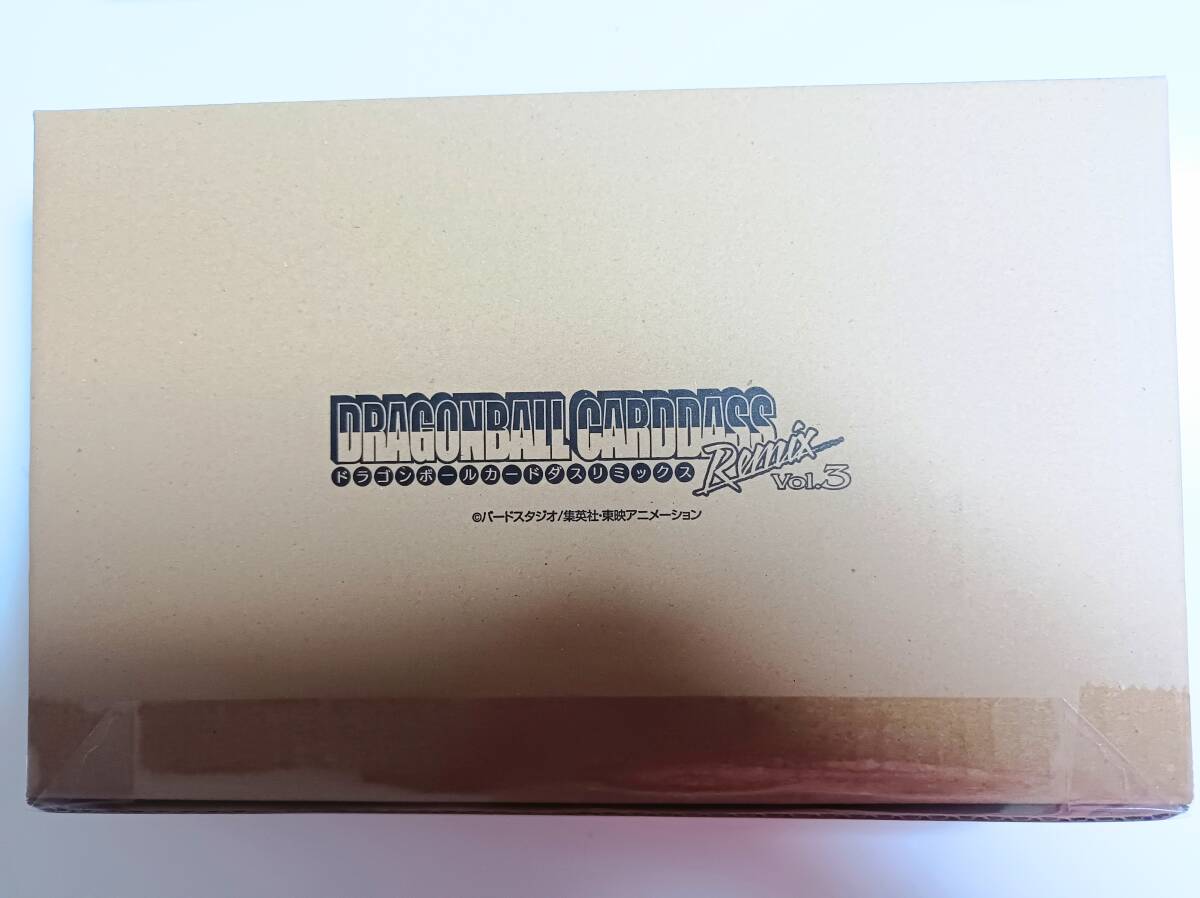 DRAGONBALL CARDDASS
ドラゴンボールカードダスリミックス
Remix
Vol.3
©バードスタジオ/集英社・東映アニメーション